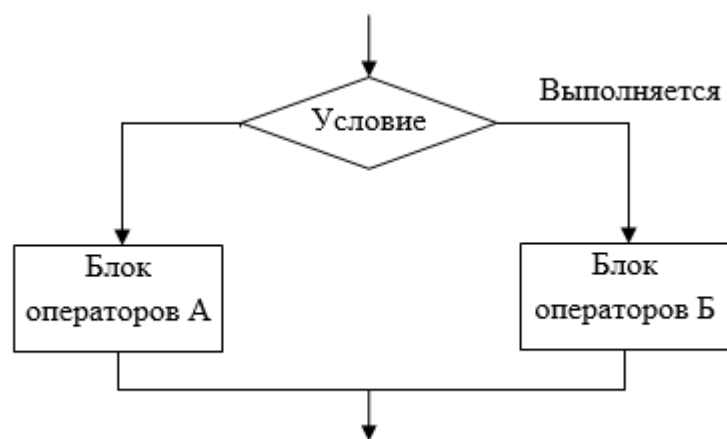 Выполняется
Условие
Блок
операторов А
Блок
операторов Б